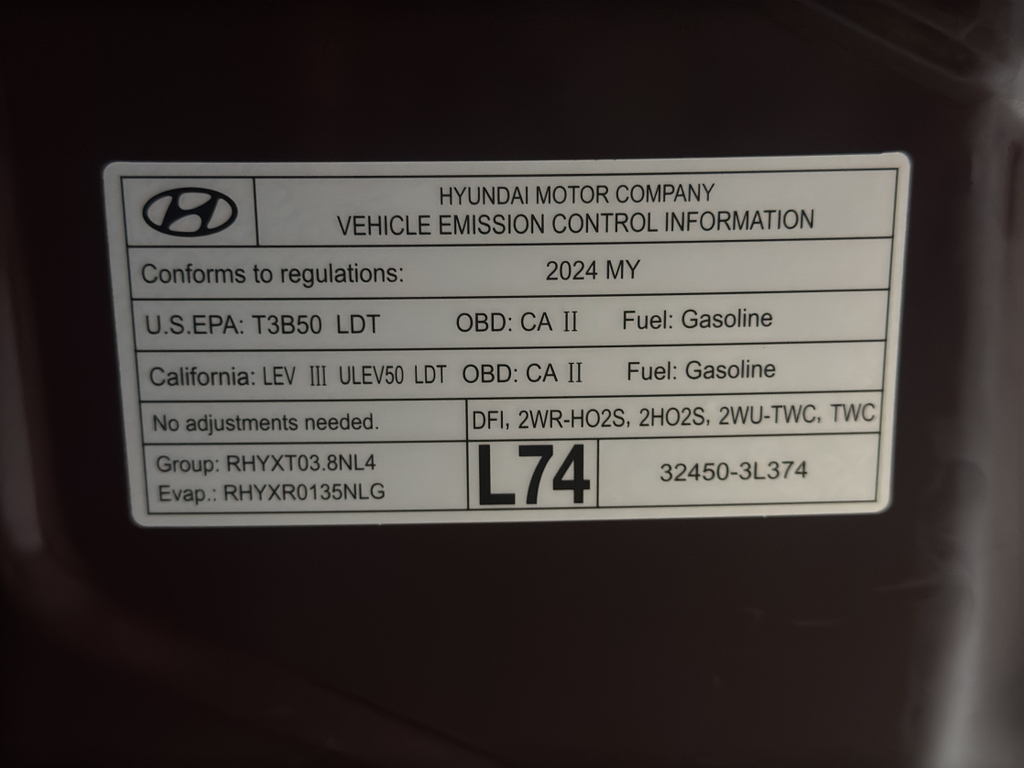 HYUNDAI MOTOR COMPANY
VEHICLE EMISSION CONTROL INFORMATION
Conforms to regulations: 2024 MY
U.S.EPA: T3B50 LDT OBD: CA II Fuel: Gasoline
California: LEV III ULEV50 LDT OBD: CA II Fuel: Gasoline
No adjustments needed. DFI, 2WR-HO2S, 2HO2S, 2WU-TWC, TWC
Group: RHYXT03.8NL4
Evap.: RHYXR0135NLG
L74
32450-3L374